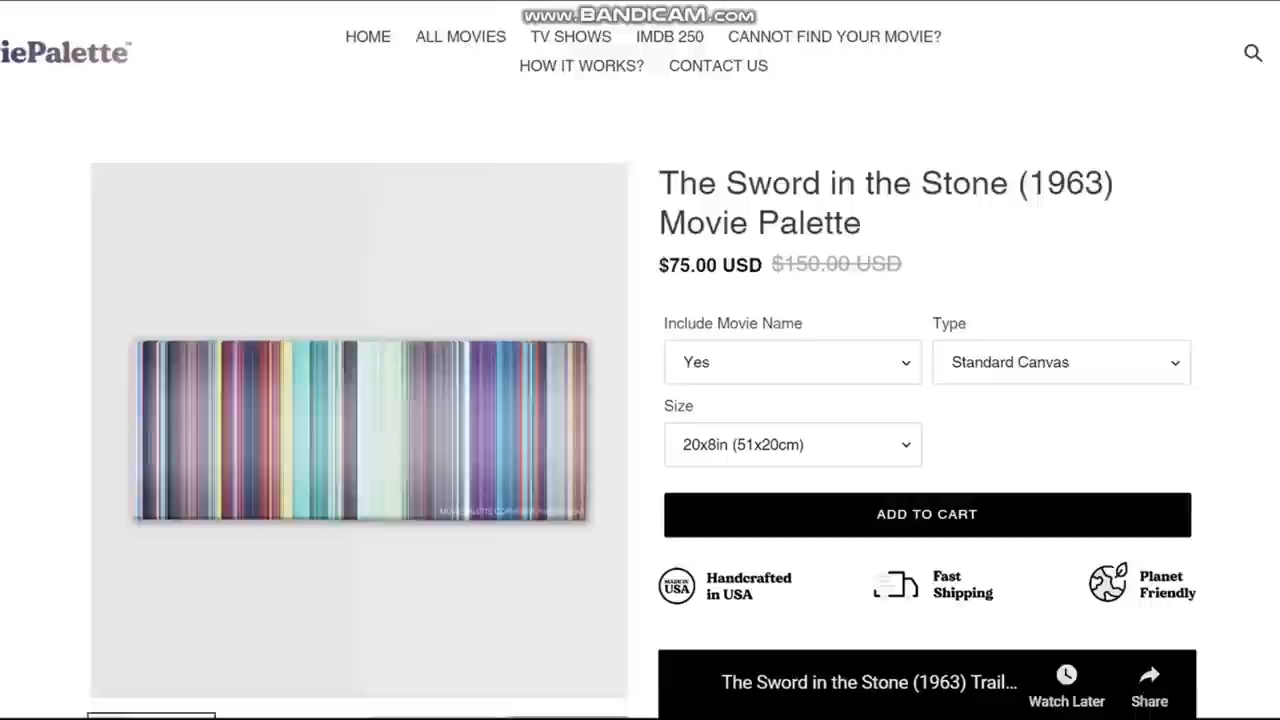 www.BANDICAM.com
iePalette™
HOME ALL MOVIES TV SHOWS IMDB 250 CANNOT FIND YOUR MOVIE?
HOW IT WORKS? CONTACT US
The Sword in the Stone (1963)
Movie Palette
$75.00 USD $150.00 USD
Include Movie Name Type
Yes Standard Canvas
Size
20x8in (51x20cm)
ADD TO CART
MADE IN USA
Handcrafted
in USA
Fast
Shipping
Planet
Friendly
The Sword in the Stone (1963) Trail...
Watch Later Share